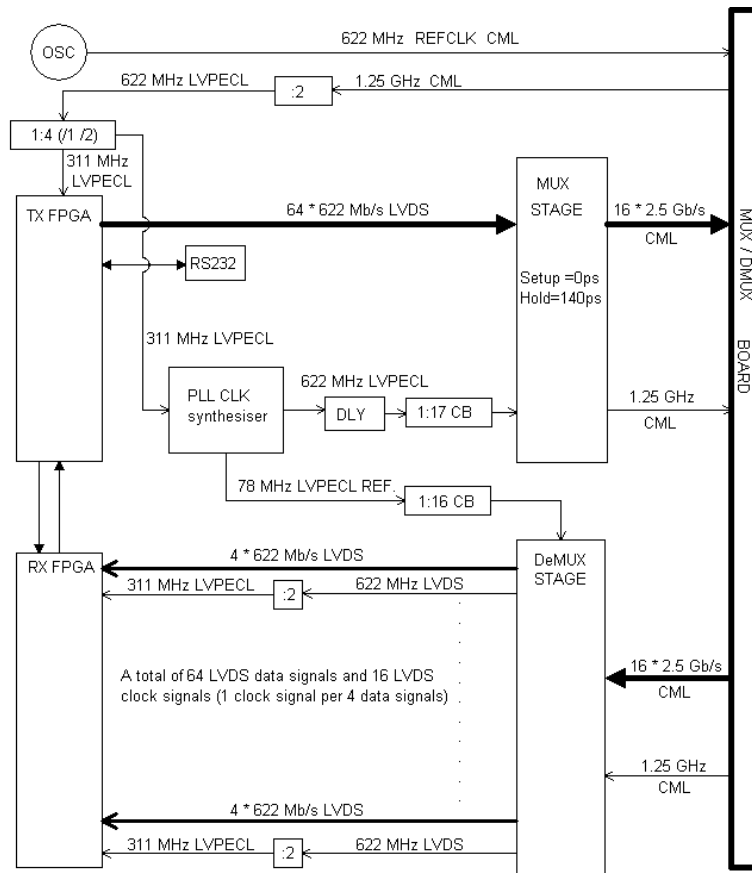 OSC
622 MHz REFCLK CML
622 MHz LVPECL
:2
1.25 GHz CML
1:4 (/1 /2)
311 MHz
LVPECL
TX FPGA
64 * 622 Mb/s LVDS
MUX
STAGE
16 * 2.5 Gb/s
CML
RS232
Setup =0ps
Hold=140ps
MUX / DMUX BOARD
311 MHz LVPECL
PLL CLK
synthesiser
622 MHz LVPECL
DLY
1:17 CB
1.25 GHz
CML
78 MHz LVPECL REF.
1:16 CB
RX FPGA
4 * 622 Mb/s LVDS
DeMUX
STAGE
311 MHz LVPECL
:2
622 MHz LVDS
16 * 2.5 Gb/s
CML
A total of 64 LVDS data signals and 16 LVDS
clock signals (1 clock signal per 4 data signals)
1.25 GHz
CML
4 * 622 Mb/s LVDS
311 MHz LVPECL
:2
622 MHz LVDS